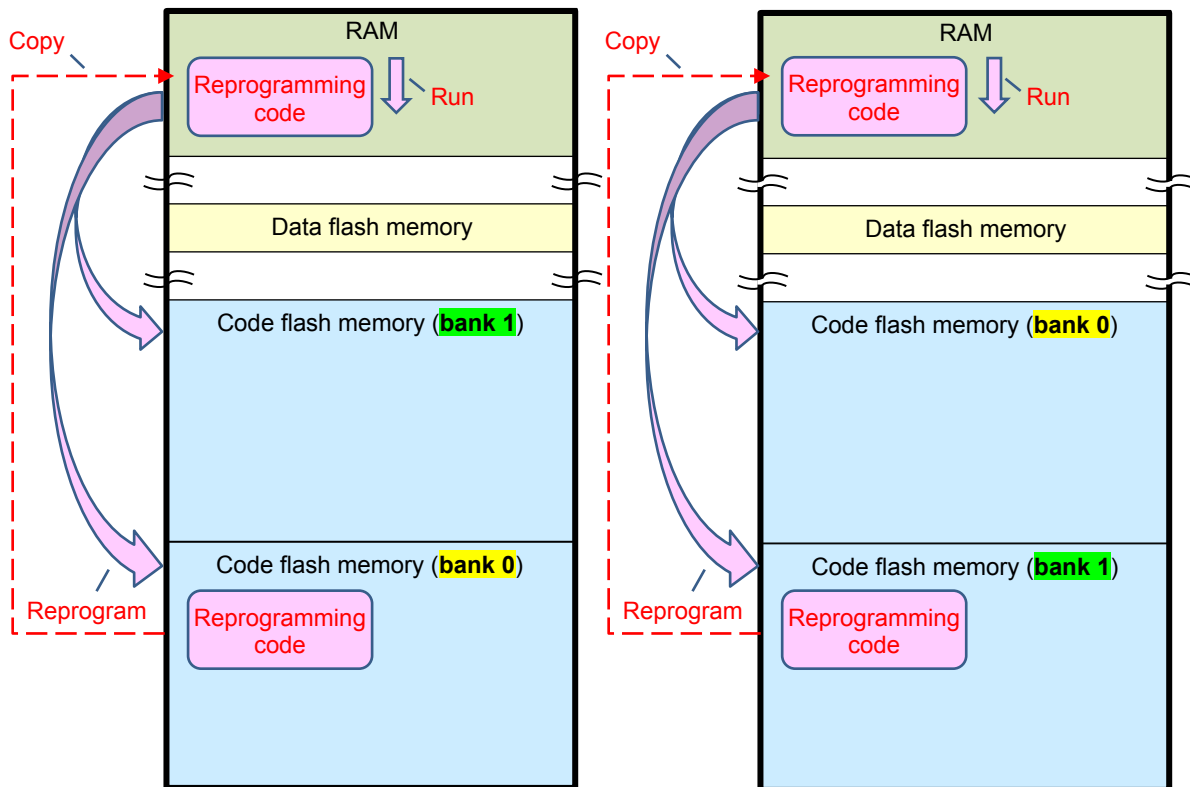 Copy
RAM
Reprogramming
code
Run
Data flash memory
Code flash memory (bank 1)
Code flash memory (bank 0)
Reprogram
Reprogramming
code
Copy
RAM
Reprogramming
code
Run
Data flash memory
Code flash memory (bank 0)
Code flash memory (bank 1)
Reprogram
Reprogramming
code